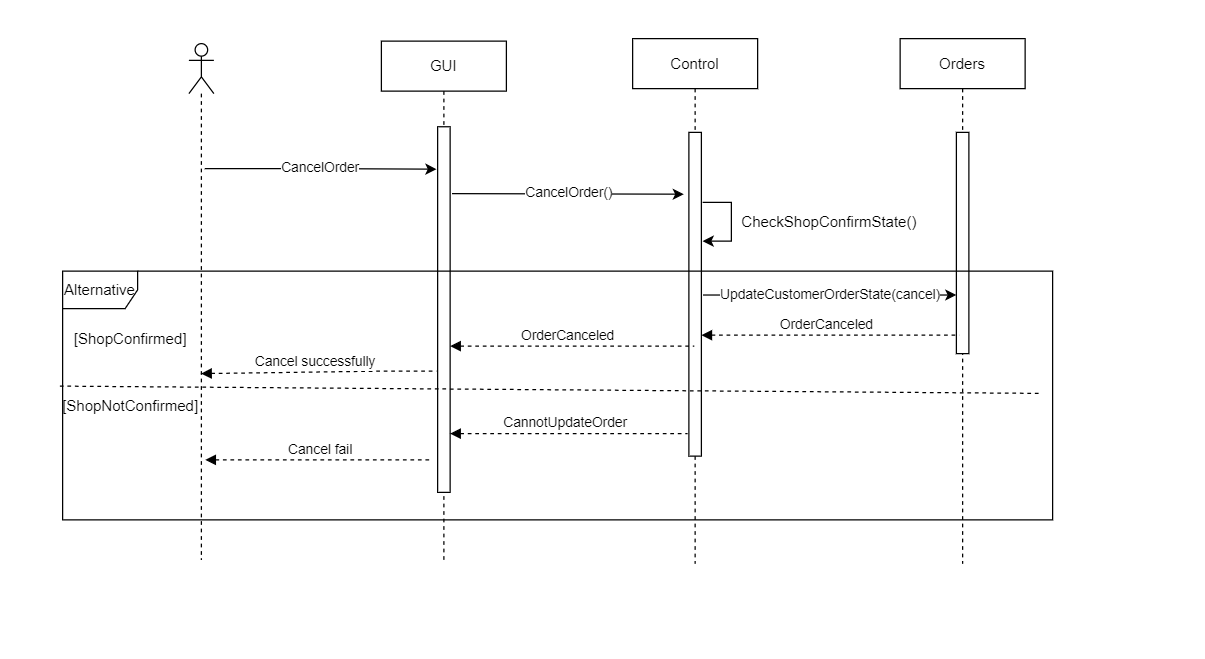 GUI
Control
Orders
CancelOrder
CancelOrder()
CheckShopConfirmState()
Alternative
UpdateCustomerOrderState(cancel)
OrderCanceled
[ShopConfirmed]
OrderCanceled
Cancel successfully
[ShopNotConfirmed]
CannotUpdateOrder
Cancel fail